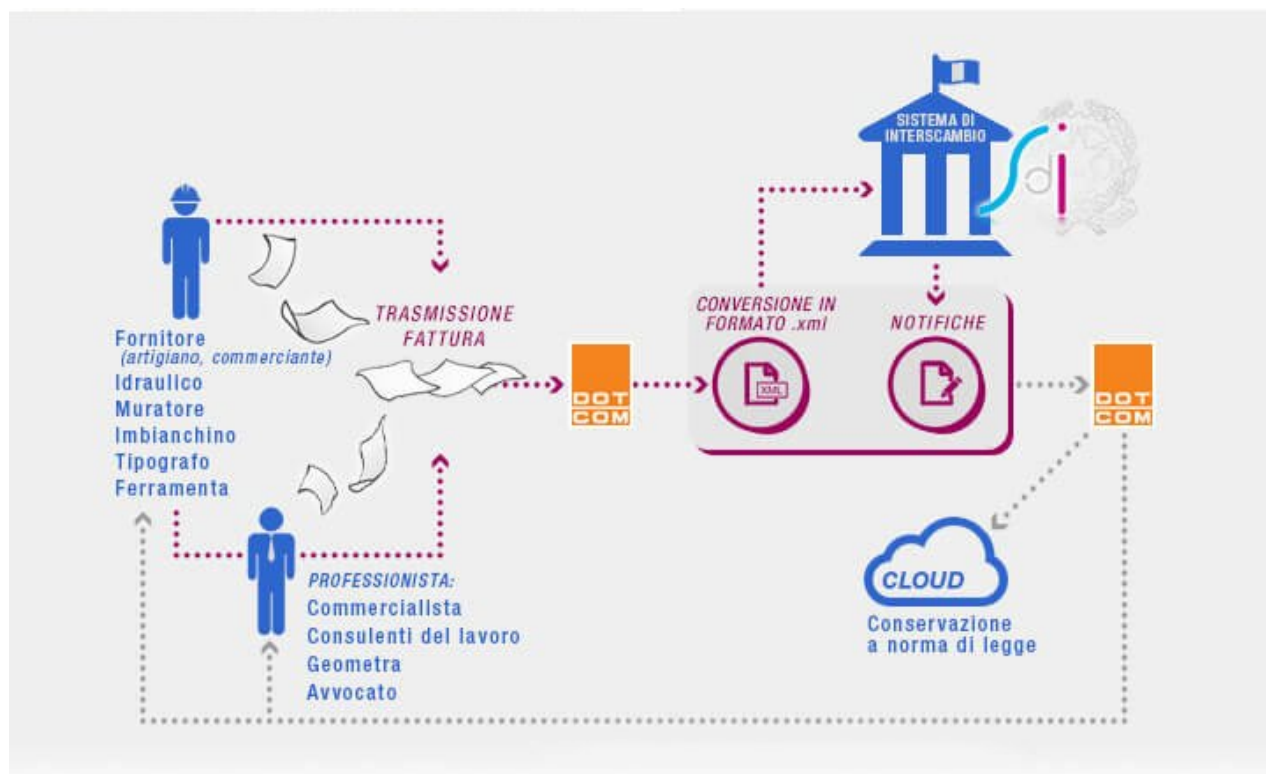 SISTEMA DI
INTERSCAMBIO
Sdi
Fornitore
(artigiano, commerciante)
Idraulico
Muratore
Imbianchino
Tipografo
Ferramenta
TRASMISSIONE
FATTURA
DOT
COM
CONVERSIONE IN
FORMATO .xml
XML
NOTIFICHE
DOT
COM
PROFESSIONISTA:
Commercialista
Consulenti del lavoro
Geometra
Avvocato
CLOUD
Conservazione
a norma di legge